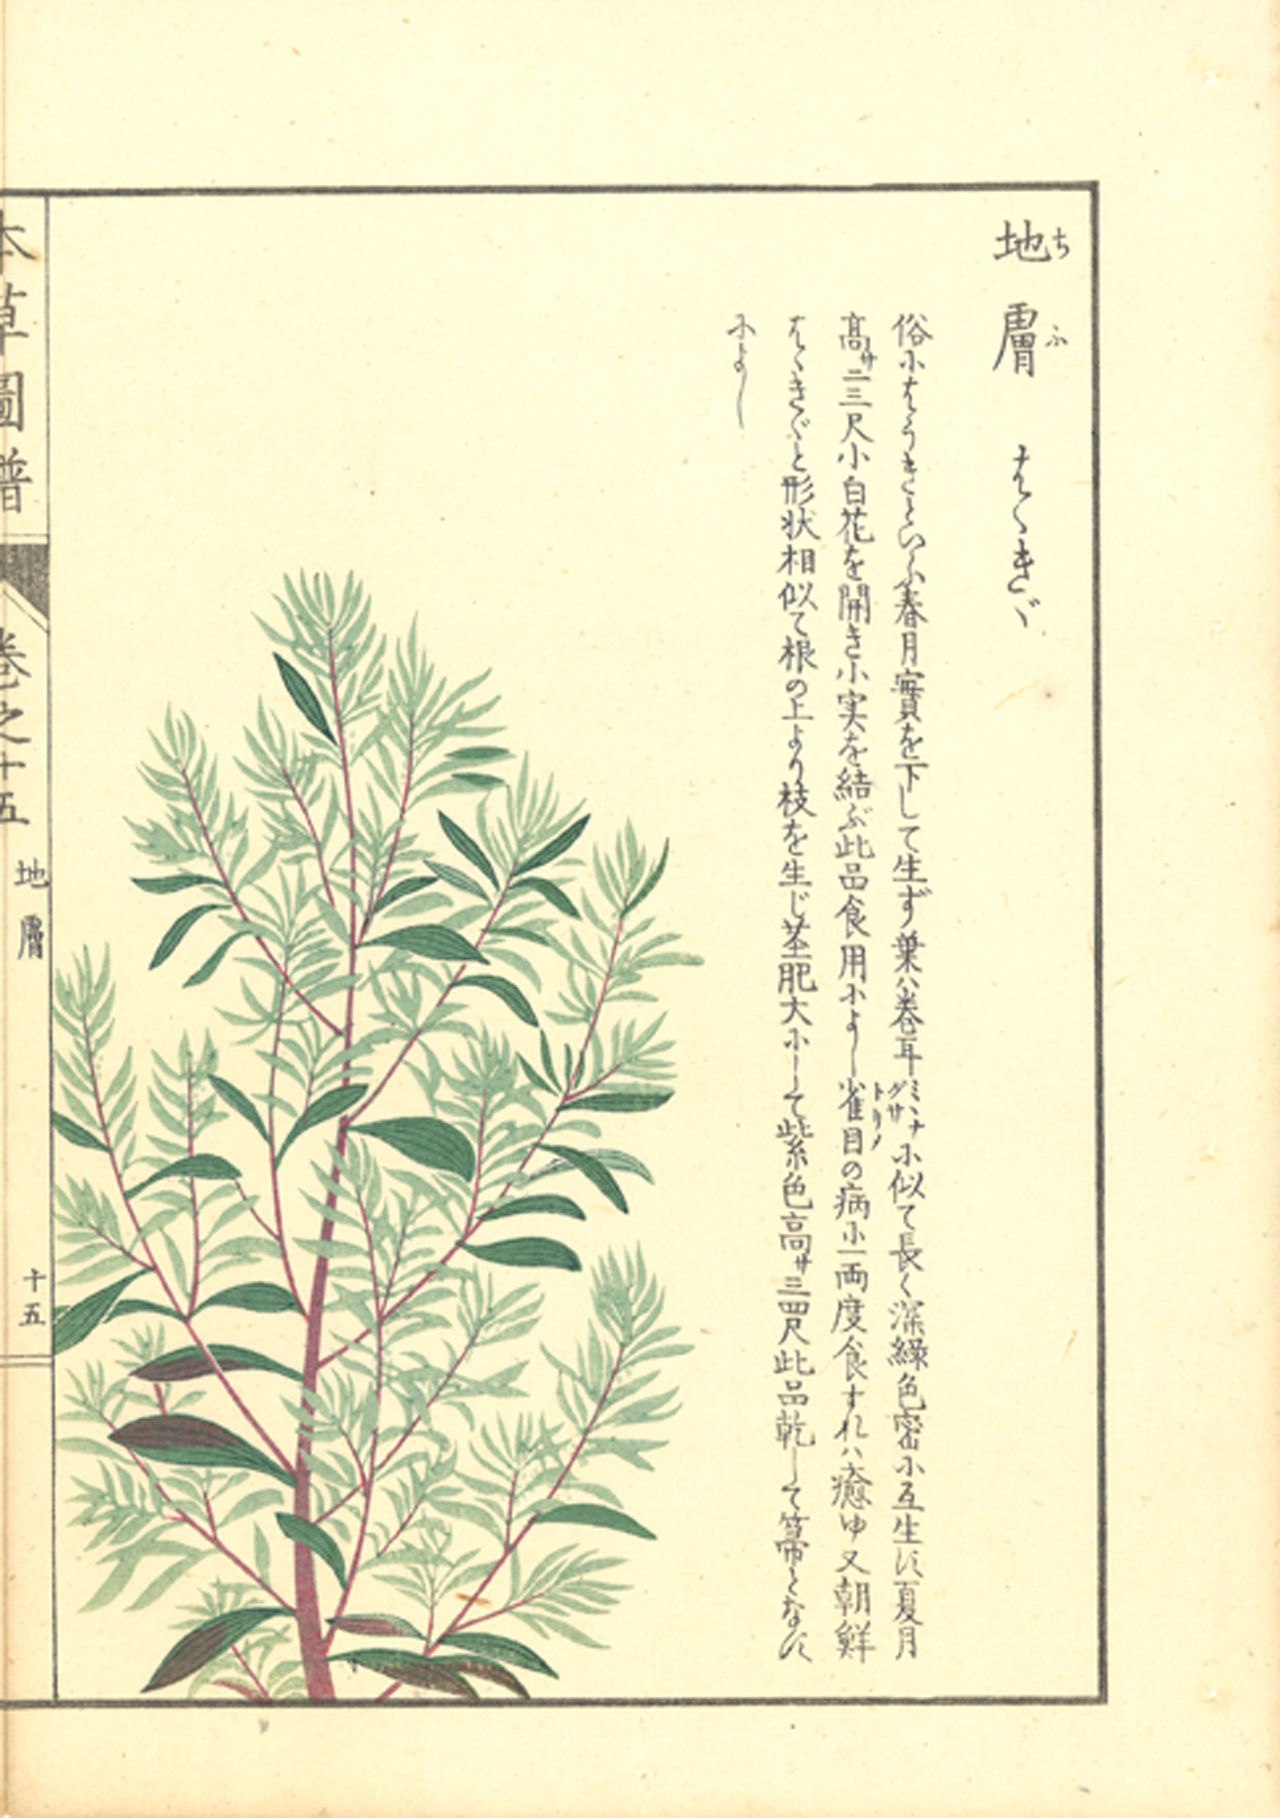 地膚 はゝきゞ
ち ふ
俗にはうきといふ春月實を下して生ず葉ハ巻耳に似て長く深緑色密に互生す夏月
ミヽナグサ
高サ二三尺小白花を開き小実を結ぶ此品食用によし雀目の病に一両度食すれハ癒ゆ又朝鮮
トリメ
はゝきゞと形状相似て根の上より枝を生じ茎肥大にして紫色高サ三四尺此品乾して箒となす
によし
本草圖譜 巻之十五 地膚 十五